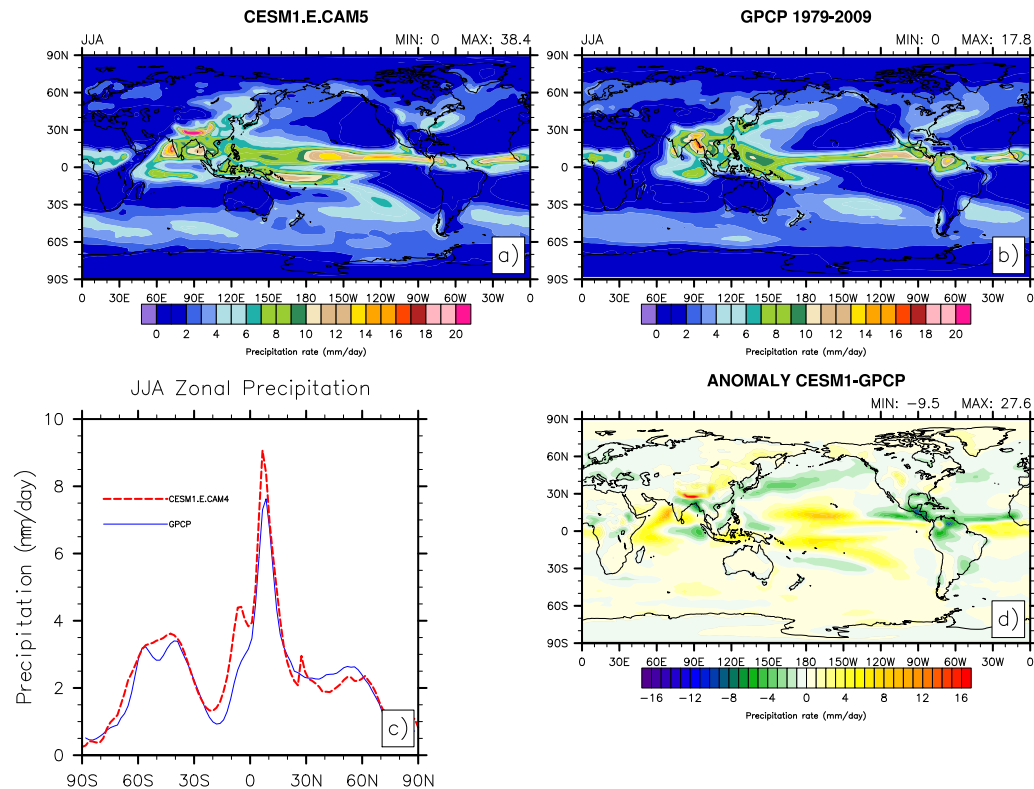 CESM1.E.CAM5
JJA MIN: 0 MAX: 38.4
90N
60N
30N
0
30S
60S
90S
a)
0 30E 60E 90E 120E 150E 180 150W 120W 90W 60W 30W 0
0 2 4 6 8 10 12 14 16 18 20
Precipitation rate (mm/day)
GPCP 1979-2009
JJA MIN: 0 MAX: 17.8
90N
60N
30N
0
30S
60S
90S
b)
0 30E 60E 90E 120E 150E 180 150W 120W 90W 60W 30W 0
0 2 4 6 8 10 12 14 16 18 20
Precipitation rate (mm/day)
JJA Zonal Precipitation
Precipitation (mm/day)
10
8
6
4
2
0
CESM1.E.CAM4
GPCP
c)
90S 60S 30S 0 30N 60N 90N
ANOMALY CESM1-GPCP
MIN: −9.5 MAX: 27.6
90N
60N
30N
0
30S
60S
90S
d)
0 30E 60E 90E 120E 150E 180 150W 120W 90W 60W 30W 0
−16 −12 −8 −4 0 4 8 12 16
Precipitation rate (mm/day)